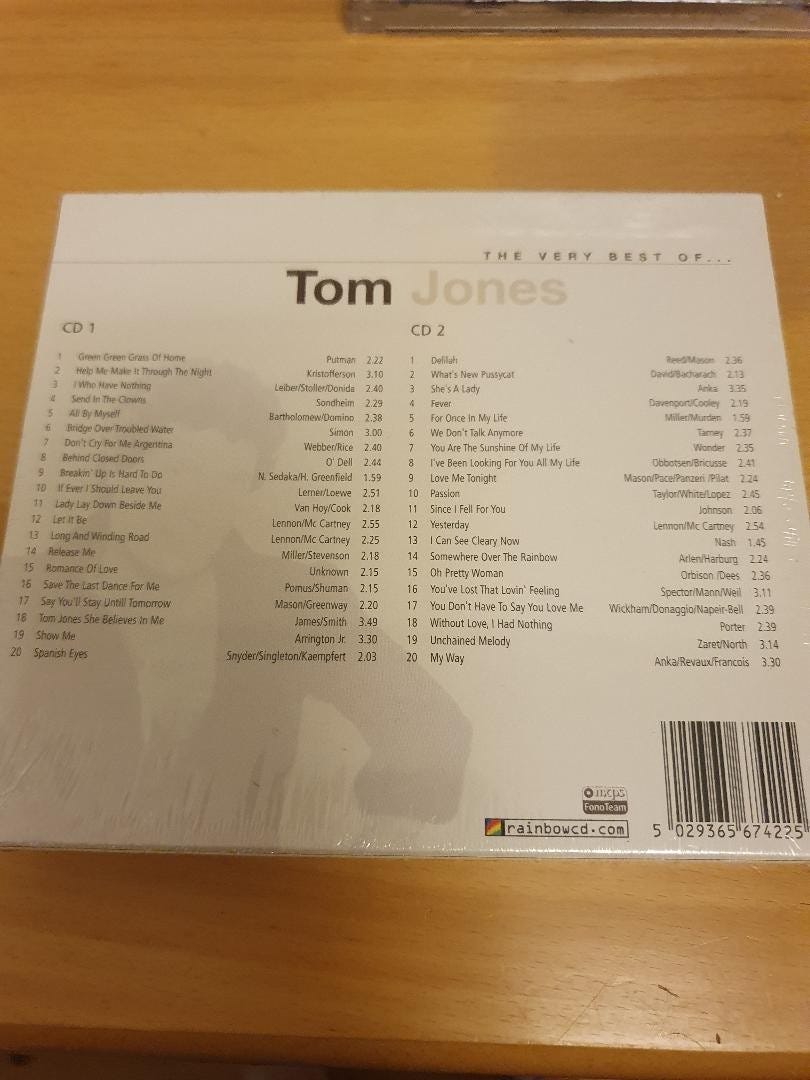 THE VERY BEST OF...
Tom Jones
CD 1
1 Green Green Grass Of Home Putman 2.22
2 Help Me Make It Through The Night Kristofferson 3.10
3 I Who Have Nothing Leiber/Stoller/Donida 2.40
4 Send In The Clowns Sondheim 2.29
5 All By Myself Bartholomew/Domino 2.38
6 Bridge Over Troubled Water Simon 3.00
7 Don't Cry For Me Argentina Webber/Rice 2.40
8 Behind Closed Doors O' Dell 2.44
9 Breakin' Up Is Hard To Do N. Sedaka/H. Greenfield 1.59
10 If Ever I Should Leave You Lerner/Loewe 2.51
11 Lady Lay Down Beside Me Van Hoy/Cook 2.18
12 Let It Be Lennon/Mc Cartney 2.55
13 Long And Winding Road Lennon/Mc Cartney 2.25
14 Release Me Miller/Stevenson 2.18
15 Romance Of Love Unknown 2.15
16 Save The Last Dance For Me Pomus/Shuman 2.15
17 Say You'll Stay Untill Tomorrow Mason/Greenway 2.20
18 Tom Jones She Believes In Me James/Smith 3.49
19 Show Me Arrington Jr. 3.30
20 Spanish Eyes Snyder/Singleton/Kaempfert 2.03
CD 2
1 Delilah Reed/Mason 2.36
2 What's New Pussycat David/Bacharach 2.13
3 She's A Lady Anka 3.35
4 Fever Davenport/Cooley 2.19
5 For Once In My Life Miller/Murden 1.59
6 We Don't Talk Anymore Tarney 2.37
7 You Are The Sunshine Of My Life Wonder 2.35
8 I've Been Looking For You All My Life Obbotsen/Bricusse 2.41
9 Love Me Tonight Mason/Pace/Panzeri /Pilat 2.24
10 Passion Taylor/White/Lopez 2.45
11 Since I Fell For You Johnson 2.06
12 Yesterday Lennon/Mc Cartney 2.54
13 I Can See Cleary Now Nash 1.45
14 Somewhere Over The Rainbow Arlen/Harburg 2.24
15 Oh Pretty Woman Orbison /Dees 2.36
16 You've Lost That Lovin' Feeling Spector/Mann/Weil 3.11
17 You Don't Have To Say You Love Me Wickham/Donaggio/Napeir-Bell 2.39
18 Without Love, I Had Nothing Porter 2.39
19 Unchained Melody Zaret/North 3.14
20 My Way Anka/Revaux/Francois 3.30
mcps
FonoTeam
rainbowcd.com
5 029365 674225